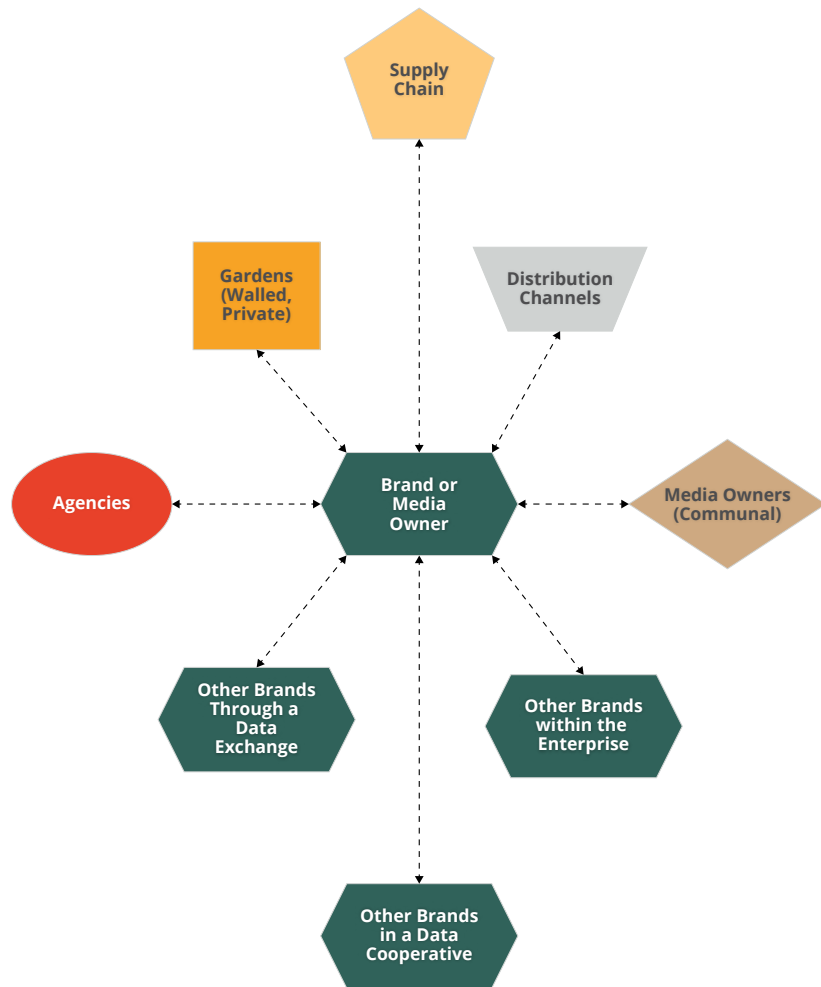 Supply
Chain
Gardens
(Walled,
Private)
Distribution
Channels
Agencies
Brand or
Media
Owner
Media Owners
(Communal)
Other Brands
Through a
Data
Exchange
Other Brands
within the
Enterprise
Other Brands
in a Data
Cooperative